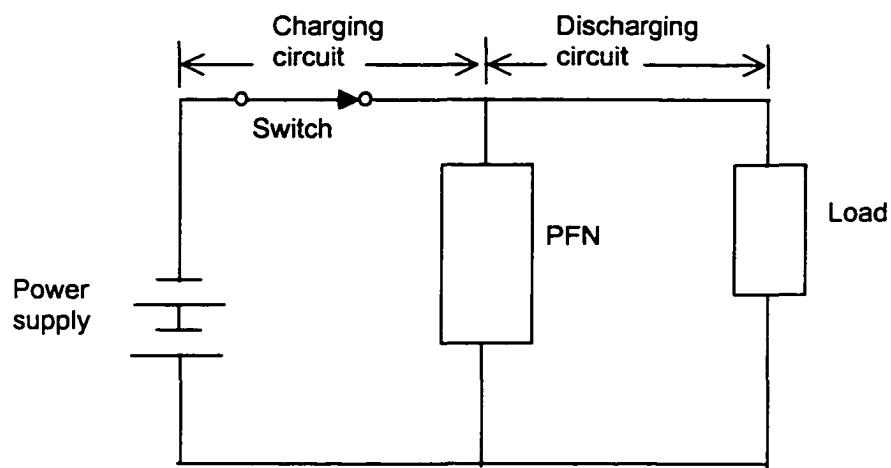 Charging
circuit
Discharging
circuit
Switch
PFN
Load
Power
supply